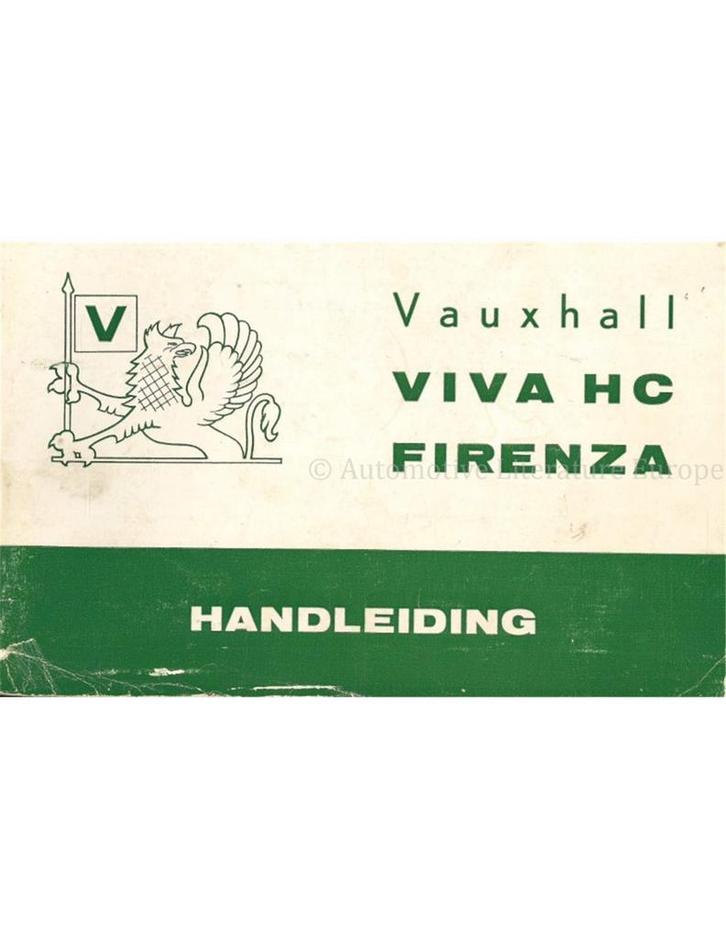 V
Vauxhall
VIVA HC
FIRENZA
© Automotive Literature Europe
HANDLEIDING